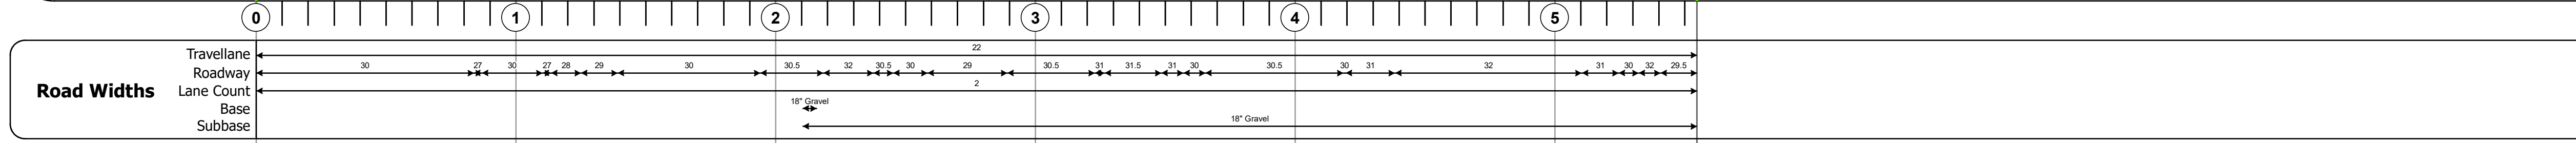 0 1 2 3 4 5
Travellane 22
Roadway 30 27 30 27 28 29 30 30.5 32 30.5 30 29 30.5 31 31.5 31 30 30.5 30 31 32 31 30 32 29.5
Road Widths
Lane Count 2
Base 18" Gravel
Subbase 18" Gravel